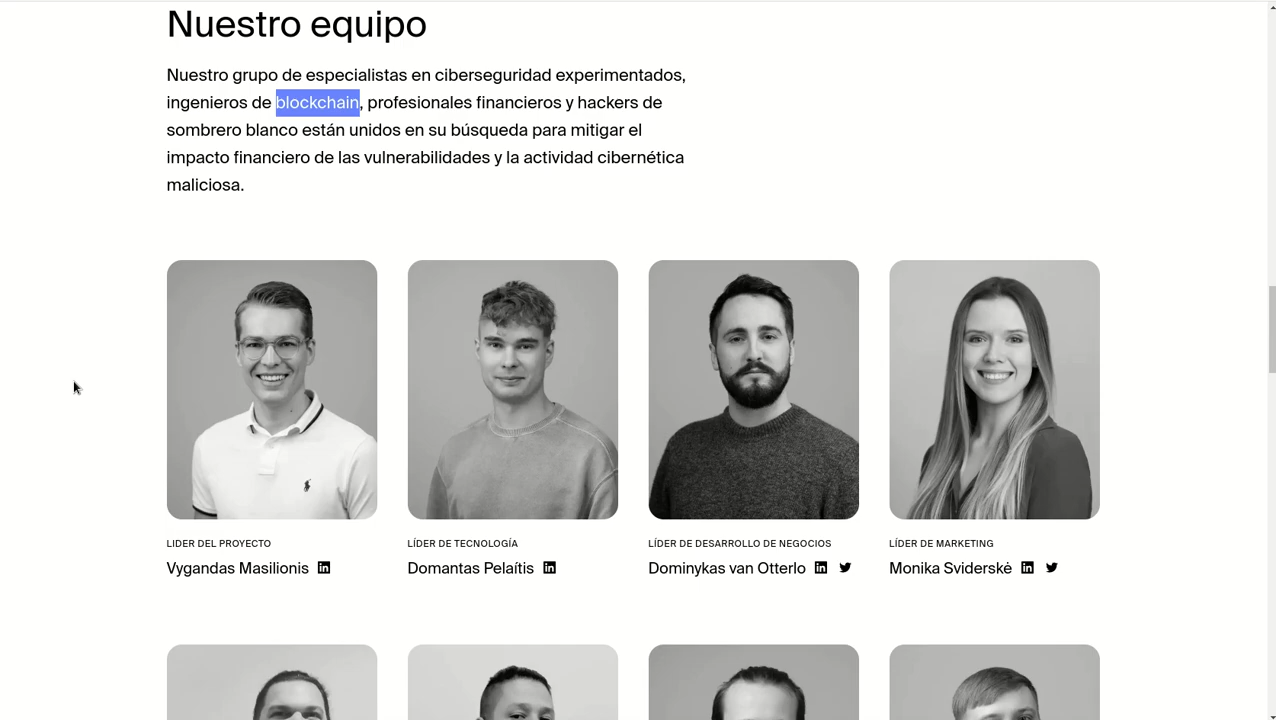 Nuestro equipo
Nuestro grupo de especialistas en ciberseguridad experimentados,
ingenieros de blockchain, profesionales financieros y hackers de
sombrero blanco están unidos en su búsqueda para mitigar el
impacto financiero de las vulnerabilidades y la actividad cibernética
maliciosa.
LIDER DEL PROYECTO
Vygandas Masilionis
LÍDER DE TECNOLOGÍA
Domantas Pelaítis
LÍDER DE DESARROLLO DE NEGOCIOS
Dominykas van Otterlo
LÍDER DE MARKETING
Monika Sviderskė